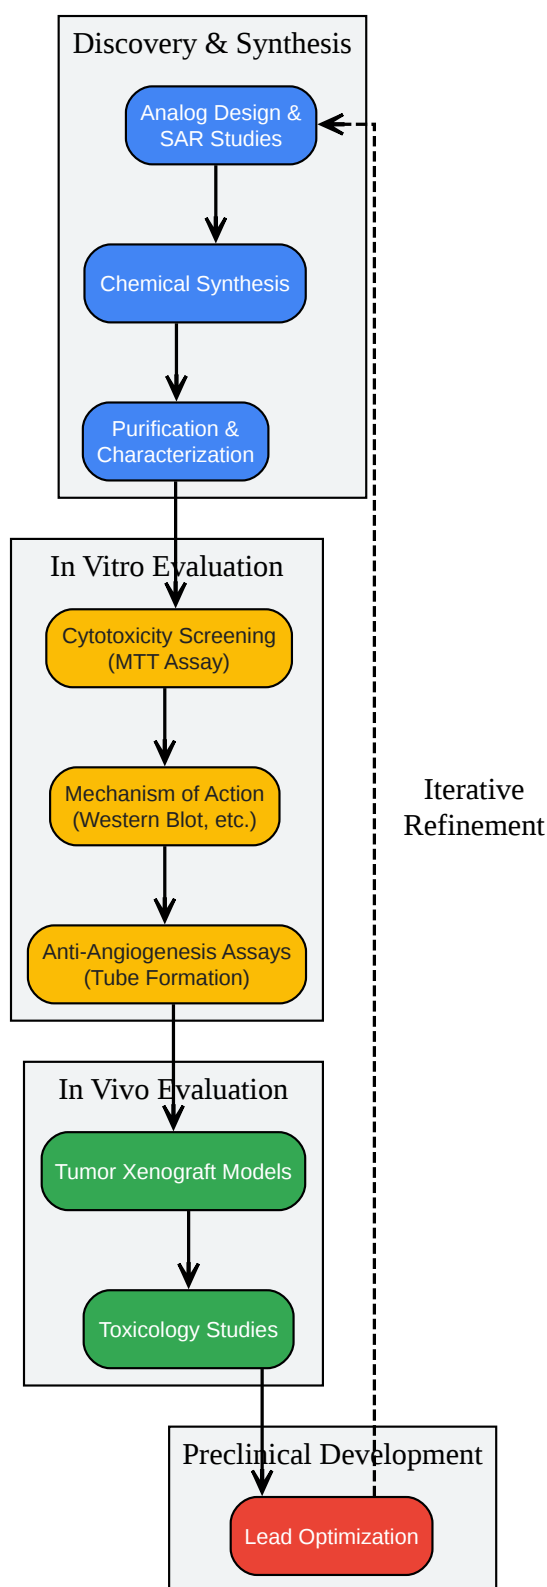 Discovery & Synthesis
Analog Design &
SAR Studies
Chemical Synthesis
Purification &
Characterization
In Vitro Evaluation
Cytotoxicity Screening
(MTT Assay)
Mechanism of Action
(Western Blot, etc.)
Iterative
Refinement
Anti-Angiogenesis Assays
(Tube Formation)
In Vivo Evaluation
Tumor Xenograft Models
Toxicology Studies
Preclinical Development
Lead Optimization